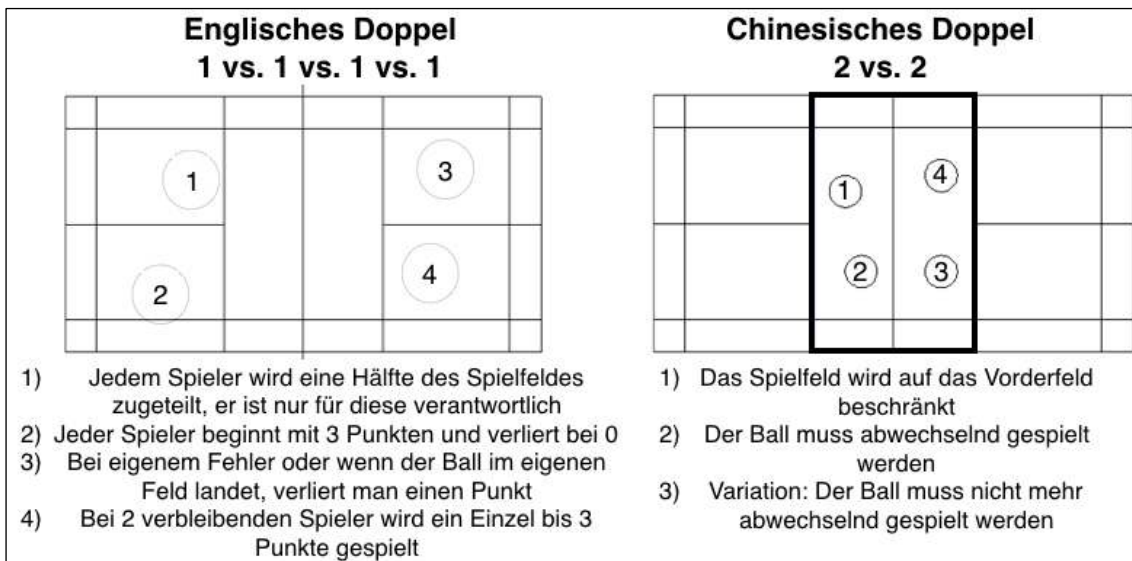 Englisches Doppel
1 vs. 1 vs. 1 vs. 1
1
3
2
4
1) Jedem Spieler wird eine Hälfte des Spielfeldes
zugeteilt, er ist nur für diese verantwortlich
2) Jeder Spieler beginnt mit 3 Punkten und verliert bei 0
3) Bei eigenem Fehler oder wenn der Ball im eigenen
Feld landet, verliert man einen Punkt
4) Bei 2 verbleibenden Spieler wird ein Einzel bis 3
Punkte gespielt
Chinesisches Doppel
2 vs. 2
1
4
2
3
1) Das Spielfeld wird auf das Vorderfeld
beschränkt
2) Der Ball muss abwechselnd gespielt
werden
3) Variation: Der Ball muss nicht mehr
abwechselnd gespielt werden